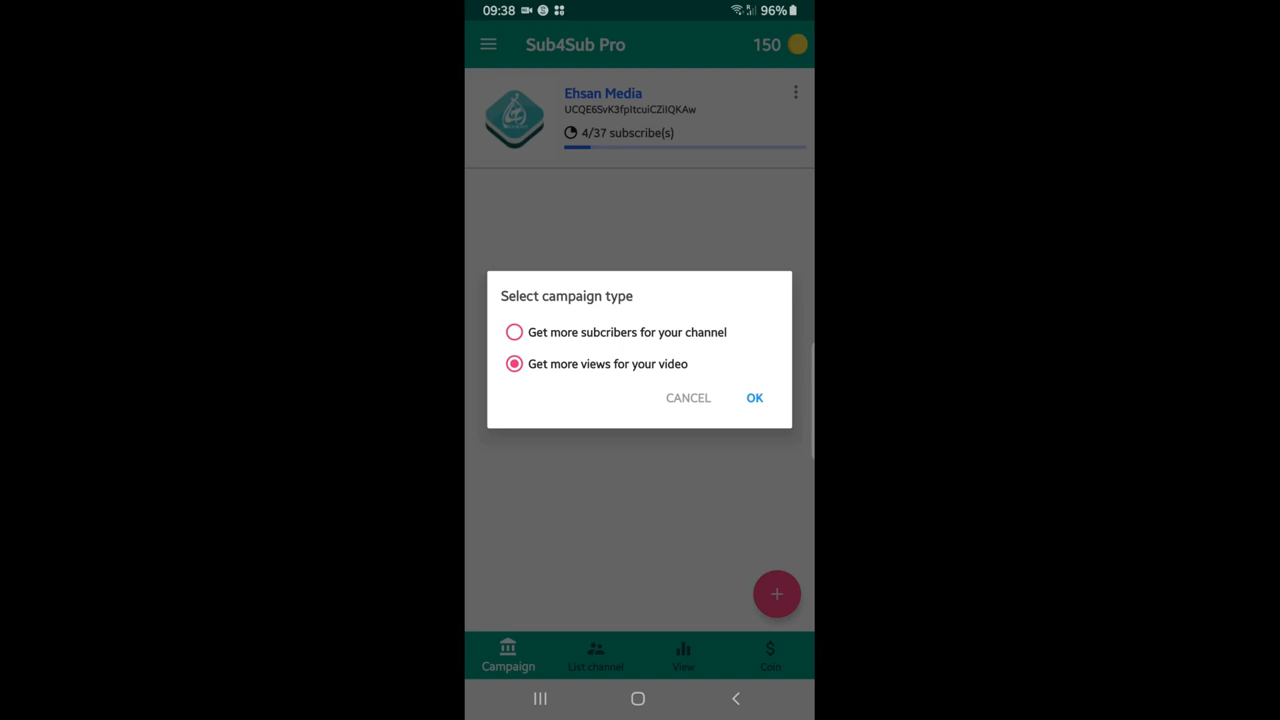 09:38
96%
Sub4Sub Pro
150
Ehsan Media
4/37 subscribe(s)
Select campaign type
Get more subcribers for your channel
Get more views for your video
CANCEL
OK
Campaign
List channel
View
Coin